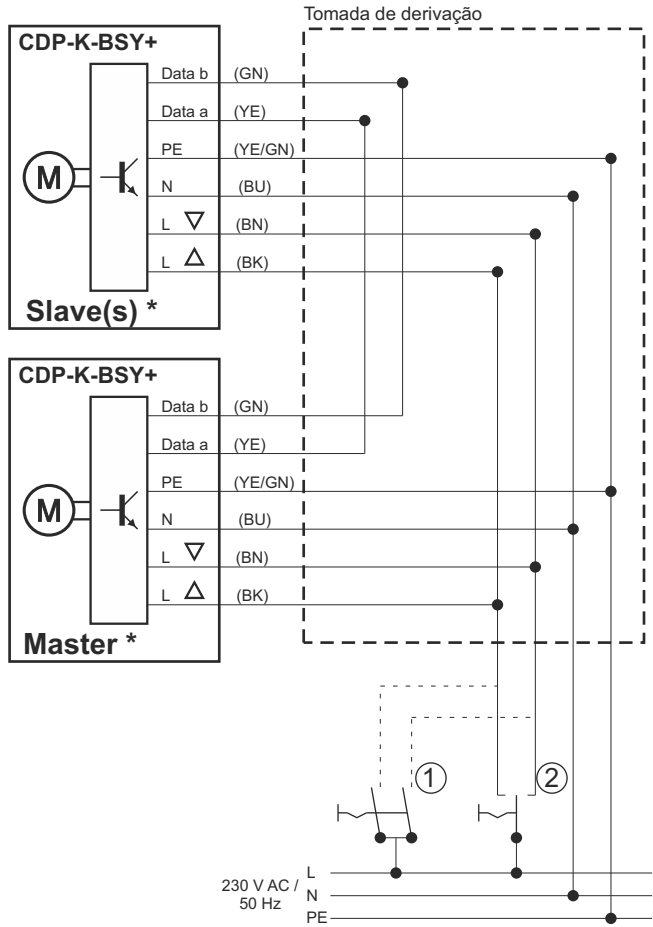 Tomada de derivação
CDP-K-BSY+
Data b (GN)
Data a (YE)
PE (YE/GN)
M
N (BU)
L (BN)
L (BK)
Slave(s) *
CDP-K-BSY+
Data b (GN)
Data a (YE)
PE (YE/GN)
M
N (BU)
L (BN)
L (BK)
Master *
1
2
230 V AC /
50 Hz
L
N
PE